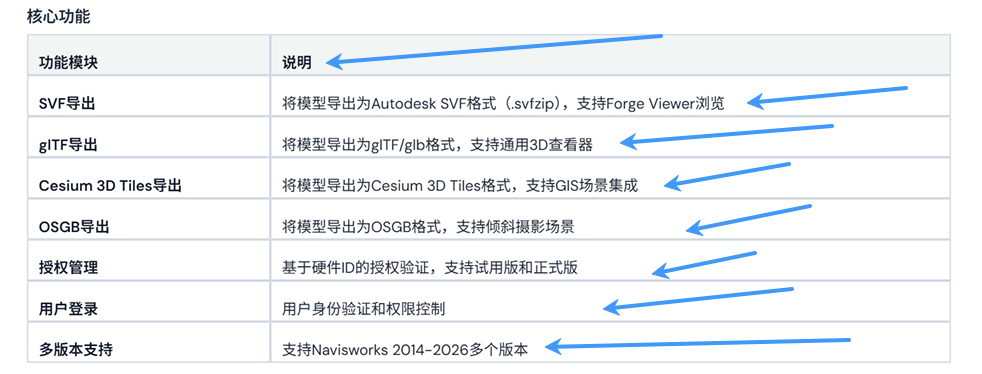 核心功能
功能模块 说明
SVF导出 将模型导出为Autodesk SVF格式（.svfzip），支持Forge Viewer浏览
glTF导出 将模型导出为glTF/glb格式，支持通用3D查看器
Cesium 3D Tiles导出 将模型导出为Cesium 3D Tiles格式，支持GIS场景集成
OSGB导出 将模型导出为OSGB格式，支持倾斜摄影场景
授权管理 基于硬件ID的授权验证，支持试用版和正式版
用户登录 用户身份验证和权限控制
多版本支持 支持Navisworks 2014-2026多个版本